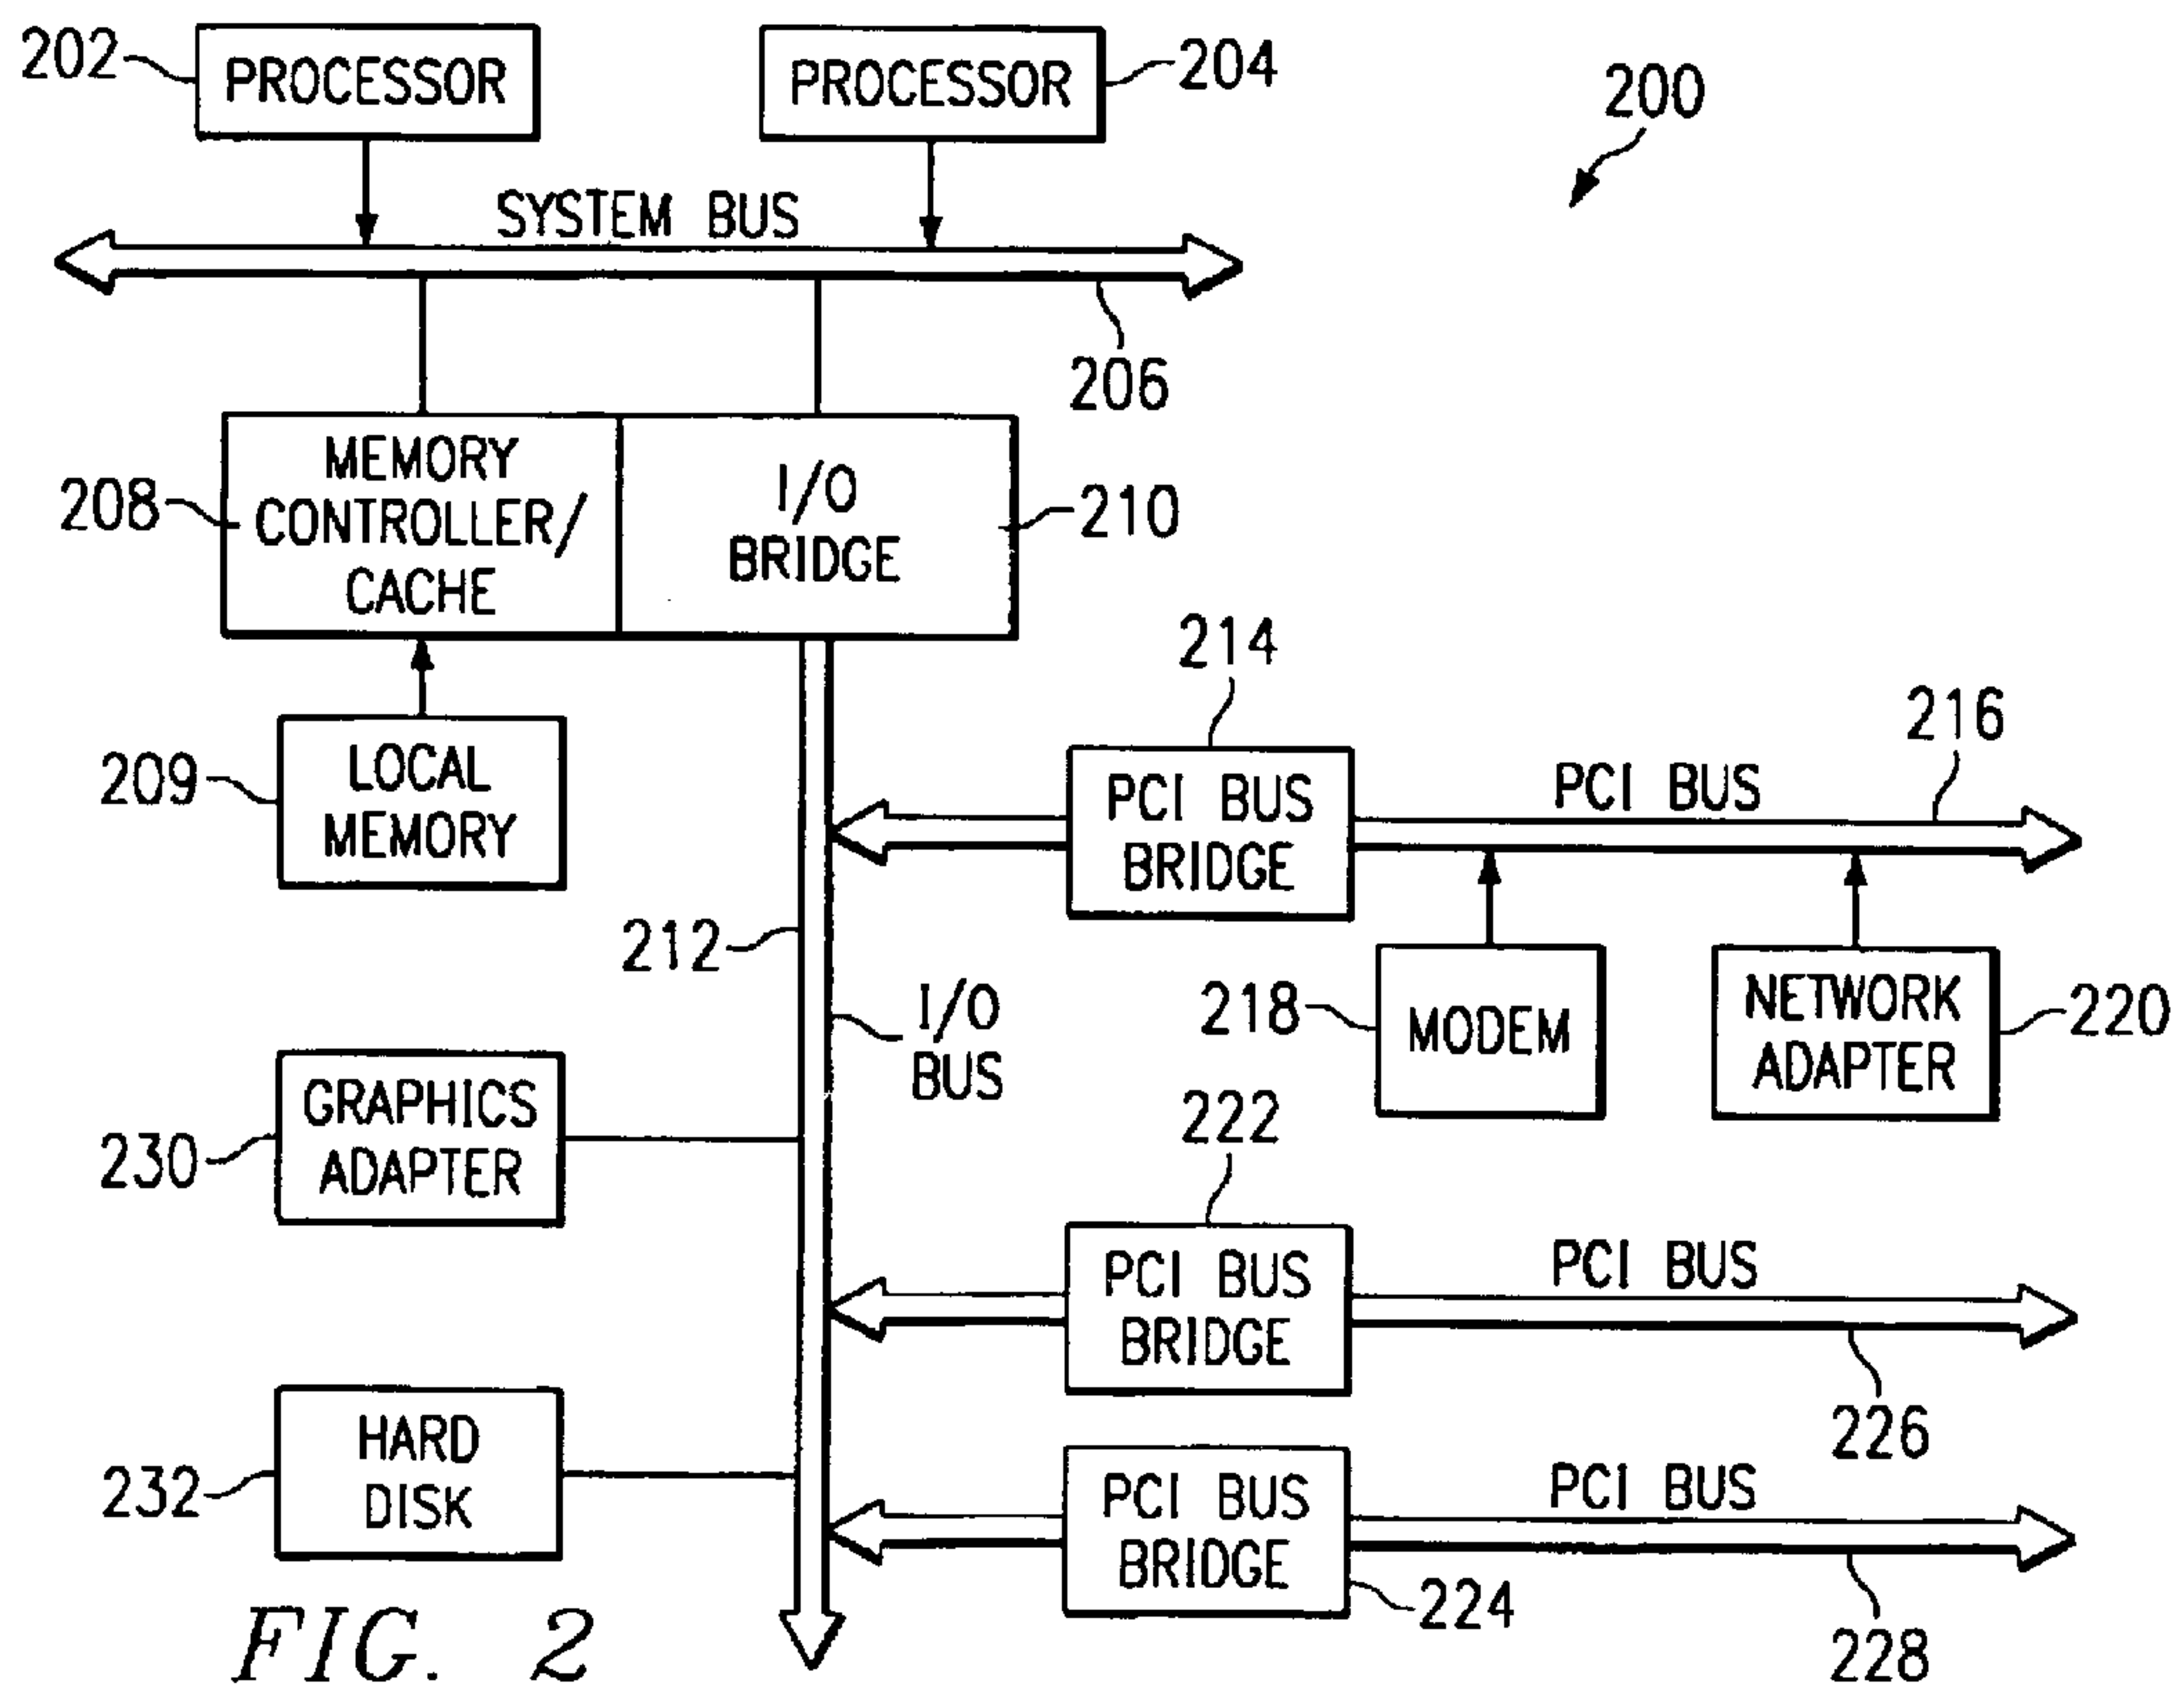 202
PROCESSOR
PROCESSOR
204
200
SYSTEM BUS
206
208
MEMORY
CONTROLLER/
CACHE
I/O
BRIDGE
210
214
216
209
LOCAL
MEMORY
PCI BUS
BRIDGE
PCI BUS
212
I/O
BUS
218
MODEM
NETWORK
ADAPTER
220
222
230
GRAPHICS
ADAPTER
PCI BUS
BRIDGE
PCI BUS
226
232
HARD
DISK
PCI BUS
BRIDGE
PCI BUS
224
228
FIG. 2